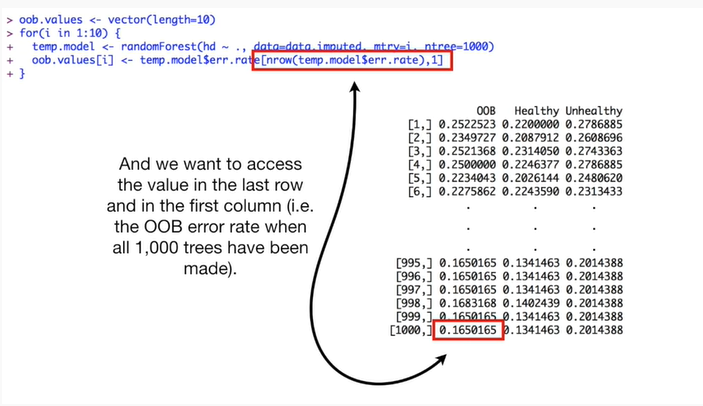 > oob.values <- vector(length=10)
> for(i in 1:10) {
+   temp.model <- randomForest(hd ~ ., data=data.imputed, mtry=i, ntree=1000)
+   oob.values[i] <- temp.model$err.rate[nrow(temp.model$err.rate),1]
+ }
OOB Healthy Unhealthy
[1,] 0.2522523 0.2200000 0.2786885
[2,] 0.2349727 0.2087912 0.2608696
[3,] 0.2521368 0.2314050 0.2743363
[4,] 0.2500000 0.2246377 0.2786885
[5,] 0.2234043 0.2026144 0.2480620
[6,] 0.2275862 0.2243590 0.2313433
. . .
. . .
. . .
[995,] 0.1650165 0.1341463 0.2014388
[996,] 0.1650165 0.1341463 0.2014388
[997,] 0.1650165 0.1341463 0.2014388
[998,] 0.1683168 0.1402439 0.2014388
[999,] 0.1650165 0.1341463 0.2014388
[1000,] 0.1650165 0.1341463 0.2014388
And we want to access
the value in the last row
and in the first column (i.e.
the OOB error rate when
all 1,000 trees have been
made).